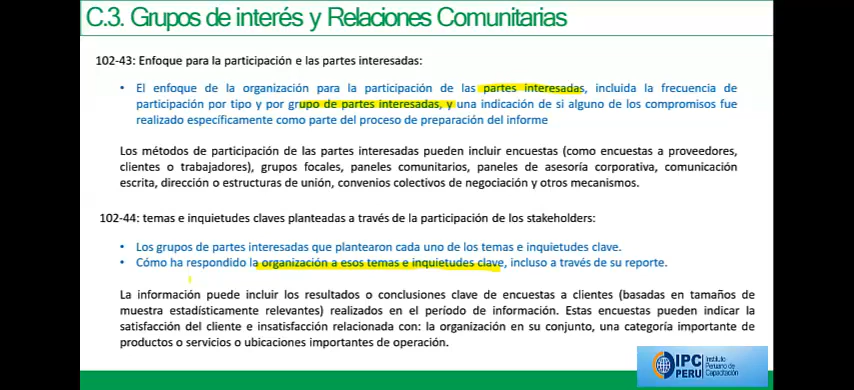 C.3. Grupos de interés y Relaciones Comunitarias
102-43: Enfoque para la participación e las partes interesadas:
• El enfoque de la organización para la participación de las partes interesadas, incluida la frecuencia de
participación por tipo y por grupo de partes interesadas, y una indicación de si alguno de los compromisos fue
realizado específicamente como parte del proceso de preparación del informe
Los métodos de participación de las partes interesadas pueden incluir encuestas (como encuestas a proveedores,
clientes o trabajadores), grupos focales, paneles comunitarios, paneles de asesoría corporativa, comunicación
escrita, dirección o estructuras de unión, convenios colectivos de negociación y otros mecanismos.
102-44: temas e inquietudes claves planteadas a través de la participación de los stakeholders:
• Los grupos de partes interesadas que plantearon cada uno de los temas e inquietudes clave.
• Cómo ha respondido la organización a esos temas e inquietudes clave, incluso a través de su reporte.
La información puede incluir los resultados o conclusiones clave de encuestas a clientes (basadas en tamaños de
muestra estadísticamente relevantes) realizados en el período de información. Estas encuestas pueden indicar la
satisfacción del cliente e insatisfacción relacionada con: la organización en su conjunto, una categoría importante de
productos o servicios o ubicaciones importantes de operación.
IPC PERU Instituto Peruano de Capacitación